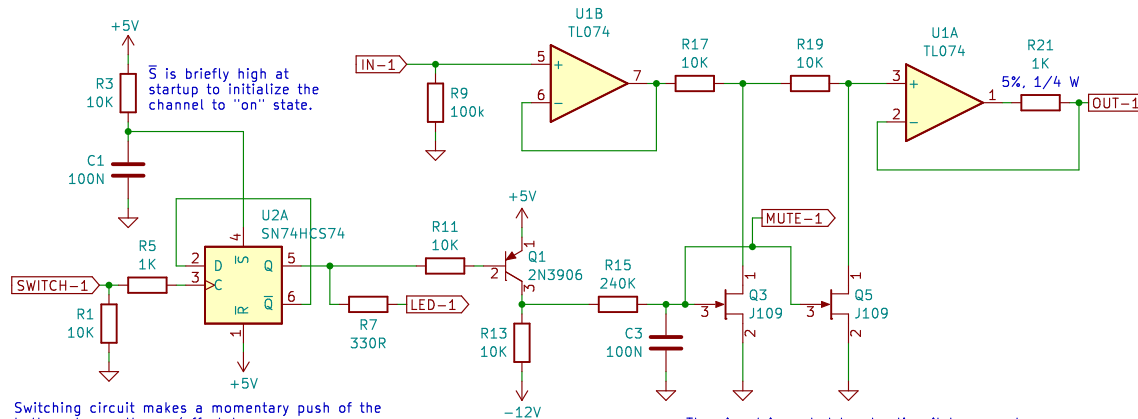 U1B
TL074
U1A
TL074
+5V
R17
10K
R19
10K
R21
1K
5%, 1/4 W
IN-1
5
+
6
−
7
3
+
2
−
1
OUT-1
R3
10K
S̅ is briefly high at
startup to initialize the
channel to "on" state.
R9
100k
C1
100N
+5V
U2A
SN74HCS74
MUTE-1
R5
1K
4
S̅
2
D
Q
5
3
C
Q̅
6
R̅
1
R11
10K
1
Q1
2
2N3906
3
R15
240K
SWITCH-1
R1
10K
R7
330R
LED-1
R13
10K
C3
100N
1
Q3
3
J109
2
1
Q5
3
J109
2
+5V
-12V
Switching circuit makes a momentary push of the